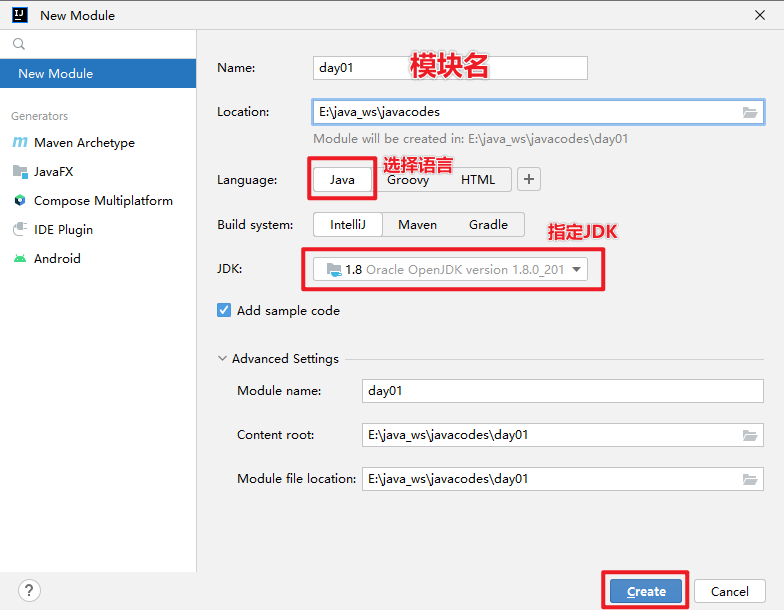 New Module
New Module
Generators
Maven Archetype
JavaFX
Compose Multiplatform
IDE Plugin
Android
Name:
day01
模块名
Location:
E:\java_ws\javacodes
Module will be created in: E:\java_ws\javacodes\day01
选择语言
Language:
Java Groovy HTML +
Build system:
IntelliJ Maven Gradle
指定JDK
JDK:
1.8 Oracle OpenJDK version 1.8.0_201
Add sample code
Advanced Settings
Module name:
day01
Content root:
E:\java_ws\javacodes\day01
Module file location:
E:\java_ws\javacodes\day01
?
Create
Cancel